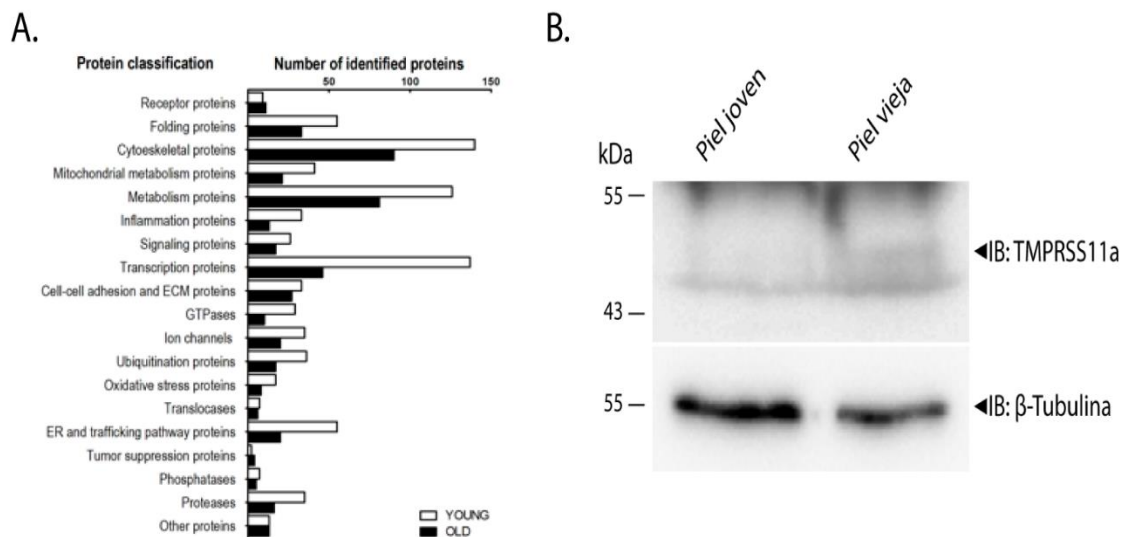 A.
Protein classification
Number of identified proteins
50 100 150
Receptor proteins
Folding proteins
Cytoeskeletal proteins
Mitochondrial metabolism proteins
Metabolism proteins
Inflammation proteins
Signaling proteins
Transcription proteins
Cell-cell adhesion and ECM proteins
GTPases
Ion channels
Ubiquitination proteins
Oxidative stress proteins
Translocases
ER and trafficking pathway proteins
Tumor suppression proteins
Phosphatases
Proteases
Other proteins
YOUNG
OLD
B.
Piel joven
Piel vieja
kDa
55
43
IB: TMPRSS11a
55
IB: β-Tubulina